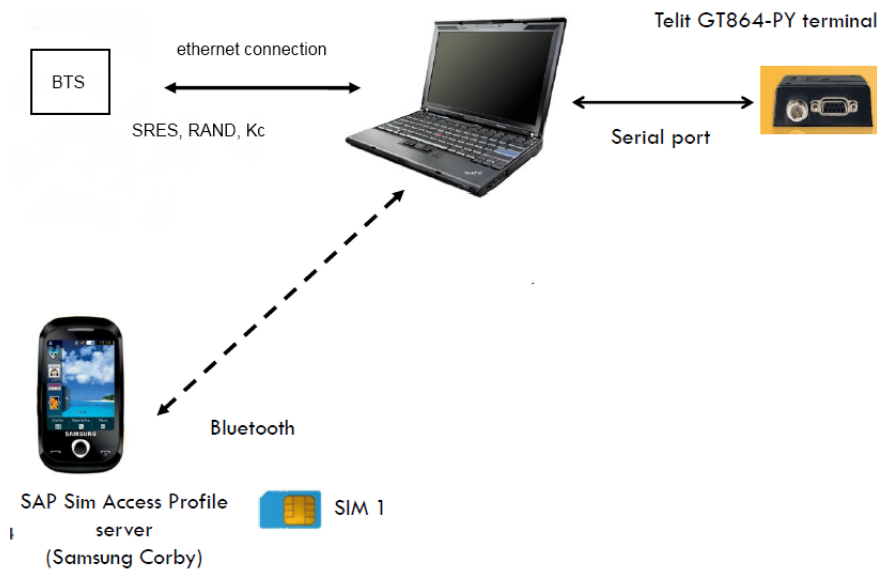 Telit GT864-PY terminal
ethernet connection
BTS
SRES, RAND, Kc
Serial port
SAMSUNG
Bluetooth
SAP Sim Access Profile
server
(Samsung Corby)
SIM 1